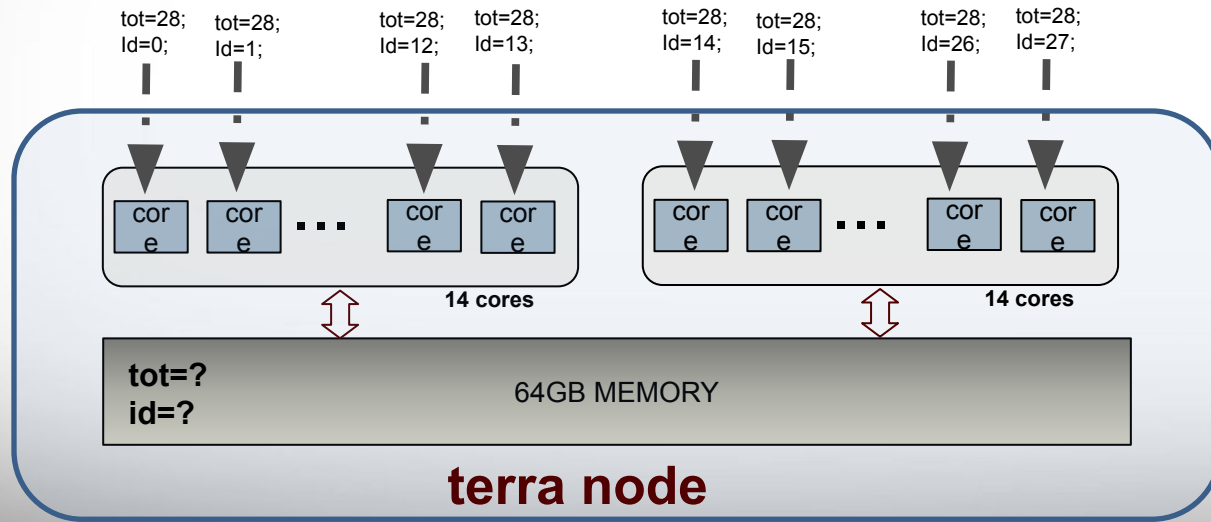 tot=28;
Id=0;
tot=28;
Id=1;
tot=28;
Id=12;
tot=28;
Id=13;
tot=28;
Id=14;
tot=28;
Id=15;
tot=28;
Id=26;
tot=28;
Id=27;
cor
e
cor
e
...
cor
e
cor
e
cor
e
cor
e
...
cor
e
cor
e
14 cores
14 cores
tot=?
id=?
64GB MEMORY
terra node